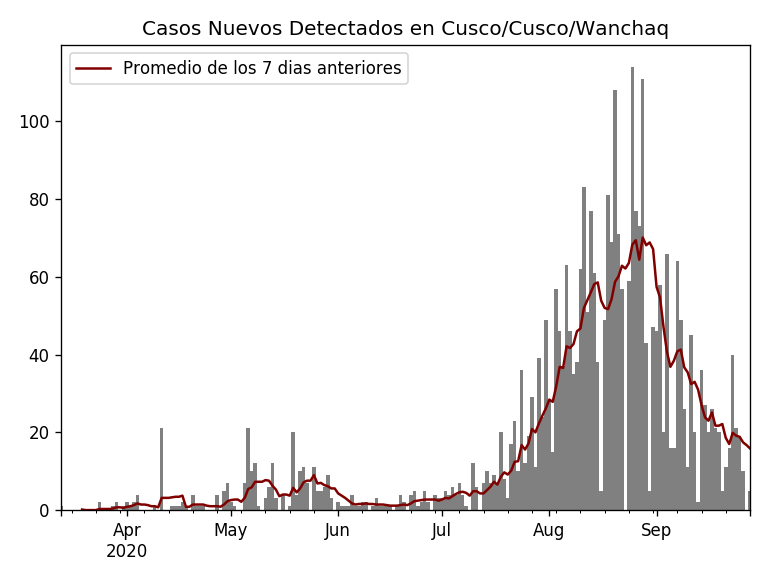 Casos Nuevos Detectados en Cusco/Cusco/Wanchaq
Promedio de los 7 dias anteriores
100
80
60
40
20
0
Apr May Jun Jul Aug Sep
2020